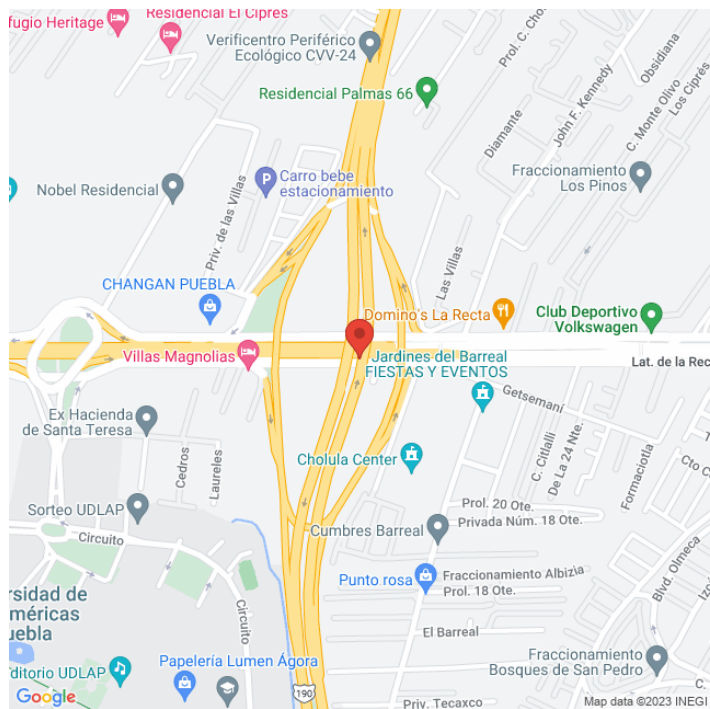 efugio Heritage
Residencial El Ciprés
Verificentro Periférico
Ecológico CVV-24
Residencial Palmas 66
Prol. C. Cho
Diamante
John F. Kennedy
Obsidiana
C. Monte Olivo
Los Ciprés
Nobel Residencial
Carro bebe
estacionamiento
Fraccionamiento
Los Pinos
Priv. de las Villas
Las Villas
CHANGAN PUEBLA
Domino's La Recta
Club Deportivo
Volkswagen
Villas Magnolias
Jardines del Barreal
FIESTAS Y EVENTOS
Lat. de la Rec
Getsemaní
Ex Hacienda
de Santa Teresa
Cedros
Laureles
Cholula Center
C. Citlalli
De La 24 Nte.
Formaciotla
Cto Cy
Sorteo UDLAP
Circuito
Prol. 20 Ote.
Privada Núm. 18 Ote.
Cumbres Barreal
Punto rosa
Fraccionamiento Albizia
Prol. 18 Ote.
Blvd. Olmeca
Izo
ersidad de
méricas
uebla
Circuito
El Barreal
Fraccionamiento
Bosques de San Pedro
ditorio UDLAP
Papelería Lumen Ágora
190
C.
Priv. Tecaxco
Google
Map data ©2023 INEGI